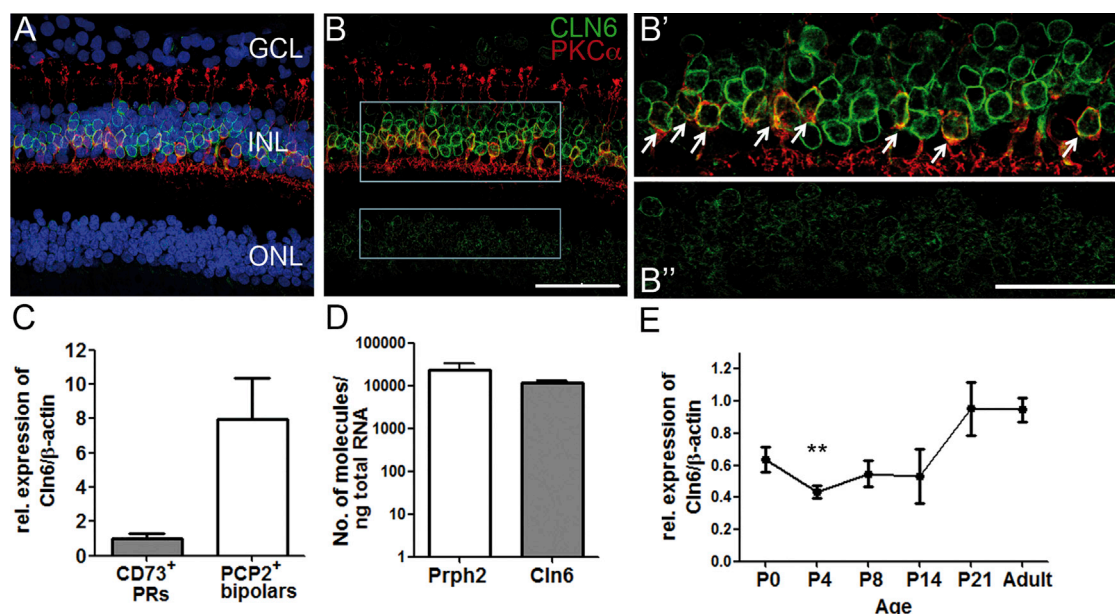 A
GCL
INL
ONL
B
CLN6
PKCα
B'
B''
C
rel. expression of
Cln6/β-actin
12
10
8
6
4
2
0
CD73+
PRs
PCP2+
bipolars
D
No. of molecules/
ng total RNA
100000
10000
1000
100
10
1
Prph2
Cln6
E
rel. expression of
Cln6/β-actin
1.2
1.0
0.8
0.6
0.4
0.2
0.0
**
P0
P4
P8
P14
P21
Adult
Age